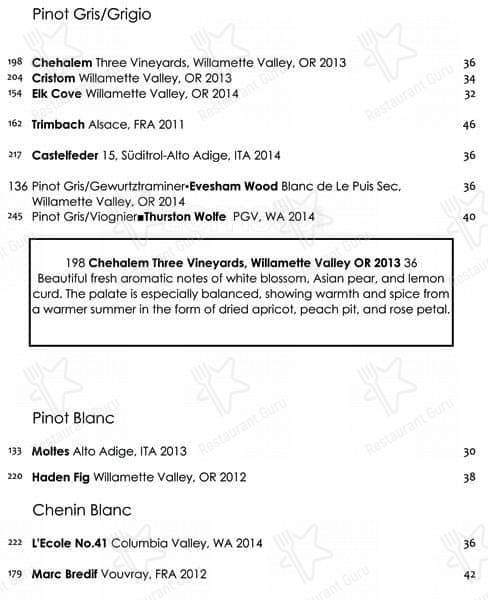 Pinot Gris/Grigio
198 Chehalem Three Vineyards, Willamette Valley, OR 2013 36
204 Cristom Willamette Valley, OR 2013 34
154 Elk Cove Willamette Valley, OR 2014 32
162 Trimbach Alsace, FRA 2011 46
217 Castelfeder 15, Süditrol-Alto Adige, ITA 2014 36
136 Pinot Gris/Gewurtztraminer▪Evesham Wood Blanc de Le Puis Sec, 36
Willamette Valley, OR 2014
245 Pinot Gris/Viognier■Thurston Wolfe PGV, WA 2014 40
198 Chehalem Three Vineyards, Willamette Valley OR 2013 36
Beautiful fresh aromatic notes of white blossom, Asian pear, and lemon
curd. The palate is especially balanced, showing warmth and spice from
a warmer summer in the form of dried apricot, peach pit, and rose petal.
Pinot Blanc
133 Moltes Alto Adige, ITA 2013 30
220 Haden Fig Willamette Valley, OR 2012 38
Chenin Blanc
222 L'Ecole No.41 Columbia Valley, WA 2014 36
179 Marc Bredif Vouvray, FRA 2012 42
Restaurant Guru